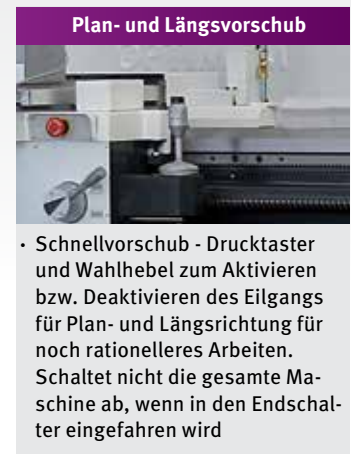 Plan- und Längsvorschub
· Schnellvorschub - Drucktaster
und Wahlhebel zum Aktivieren
bzw. Deaktivieren des Eilgangs
für Plan- und Längsrichtung für
noch rationelleres Arbeiten.
Schaltet nicht die gesamte Ma-
schine ab, wenn in den Endschal-
ter eingefahren wird